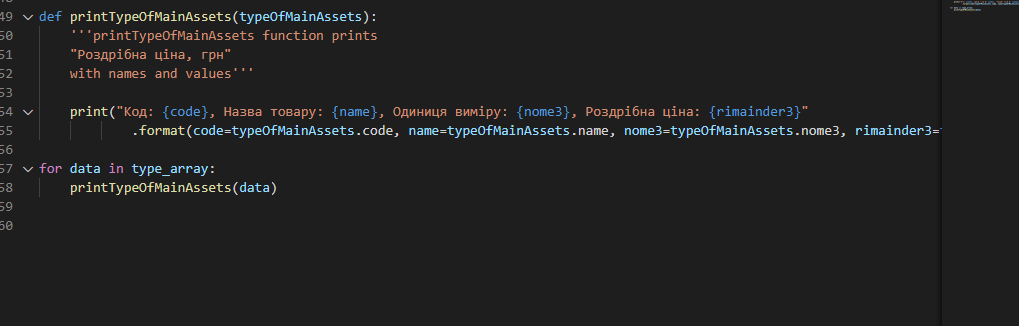 49 def printTypeOfMainAssets(typeOfMainAssets):
50 '''printTypeOfMainAssets function prints
51 "Роздрібна ціна, грн"
52 with names and values'''
53
54 print("Код: {code}, Назва товару: {name}, Одиниця виміру: {nome3}, Роздрібна ціна: {rimainder3}"
55 .format(code=typeOfMainAssets.code, name=typeOfMainAssets.name, nome3=typeOfMainAssets.nome3, rimainder3=
56
57 for data in type_array:
58 printTypeOfMainAssets(data)
59
60